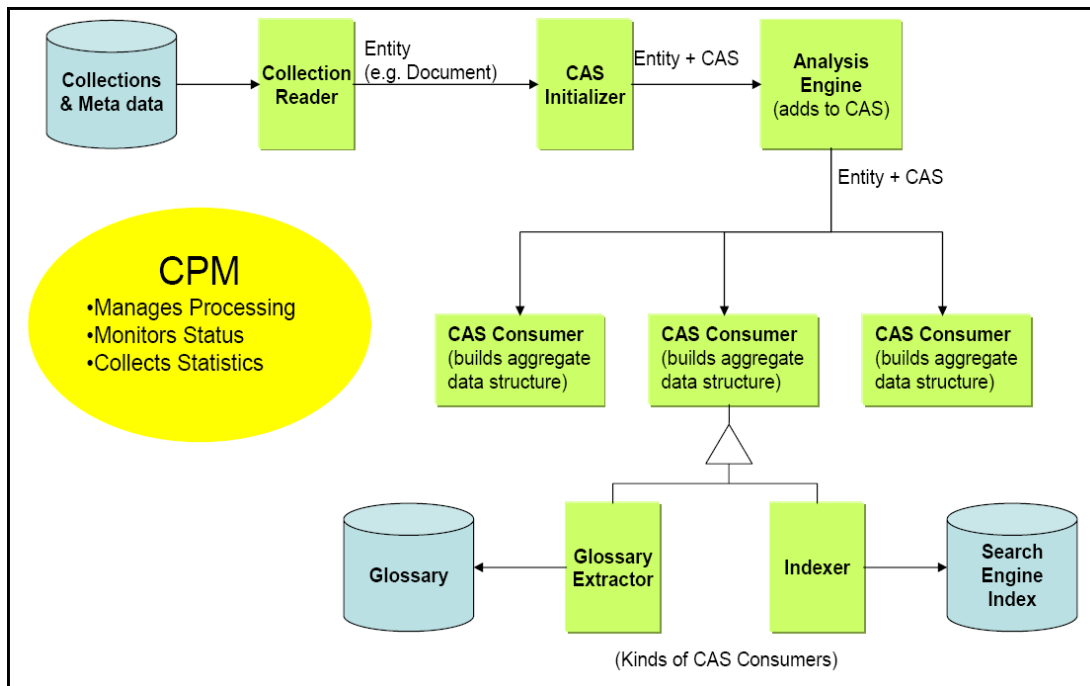 Collections
& Meta data
Collection
Reader
Entity
(e.g. Document)
CAS
Initializer
Entity + CAS
Analysis
Engine
(adds to CAS)
Entity + CAS
CPM
•Manages Processing
•Monitors Status
•Collects Statistics
CAS Consumer
(builds aggregate
data structure)
CAS Consumer
(builds aggregate
data structure)
CAS Consumer
(builds aggregate
data structure)
Glossary
Glossary
Extractor
Indexer
Search
Engine
Index
(Kinds of CAS Consumers)